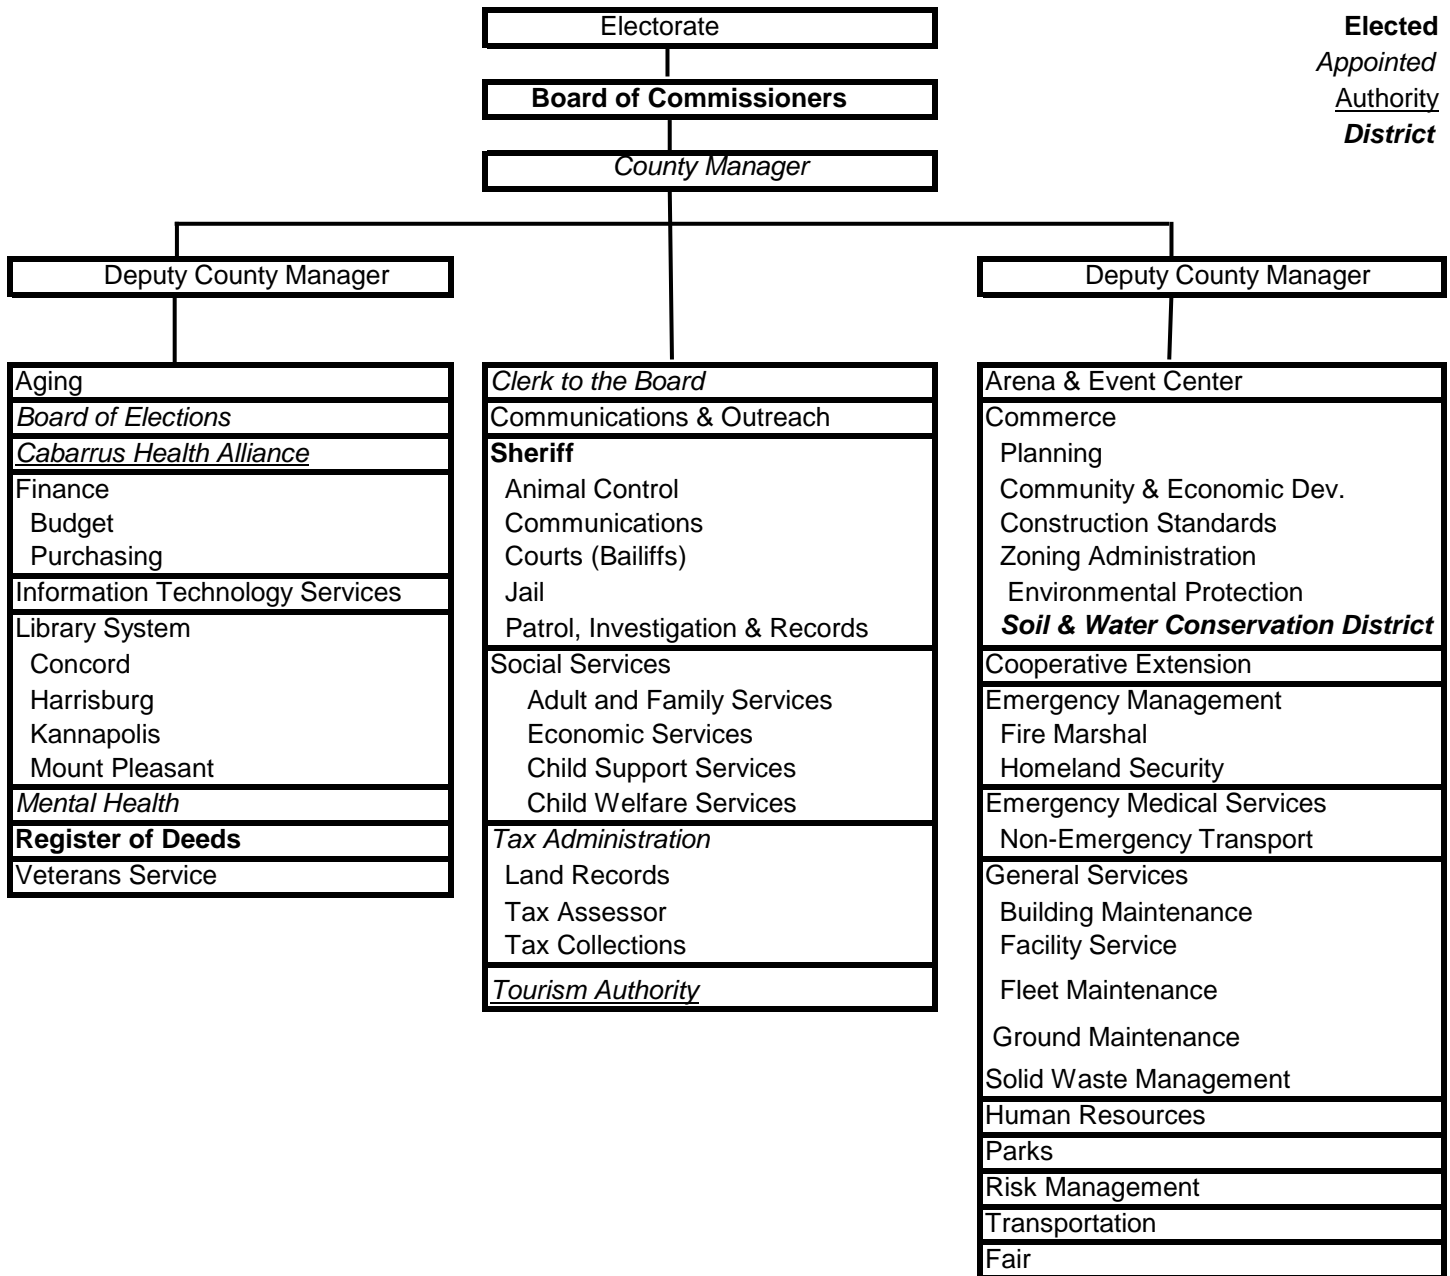 Electorate
Board of Commissioners
County Manager
Elected
Appointed
Authority
District
Deputy County Manager
Aging
Board of Elections
Cabarrus Health Alliance
Finance
Budget
Purchasing
Information Technology Services
Library System
Concord
Harrisburg
Kannapolis
Mount Pleasant
Mental Health
Register of Deeds
Veterans Service
Clerk to the Board
Communications & Outreach
Sheriff
Animal Control
Communications
Courts (Bailiffs)
Jail
Patrol, Investigation & Records
Social Services
Adult and Family Services
Economic Services
Child Support Services
Child Welfare Services
Tax Administration
Land Records
Tax Assessor
Tax Collections
Tourism Authority
Deputy County Manager
Arena & Event Center
Commerce
Planning
Community & Economic Dev.
Construction Standards
Zoning Administration
Environmental Protection
Soil & Water Conservation District
Cooperative Extension
Emergency Management
Fire Marshal
Homeland Security
Emergency Medical Services
Non-Emergency Transport
General Services
Building Maintenance
Facility Service
Fleet Maintenance
Ground Maintenance
Solid Waste Management
Human Resources
Parks
Risk Management
Transportation
Fair